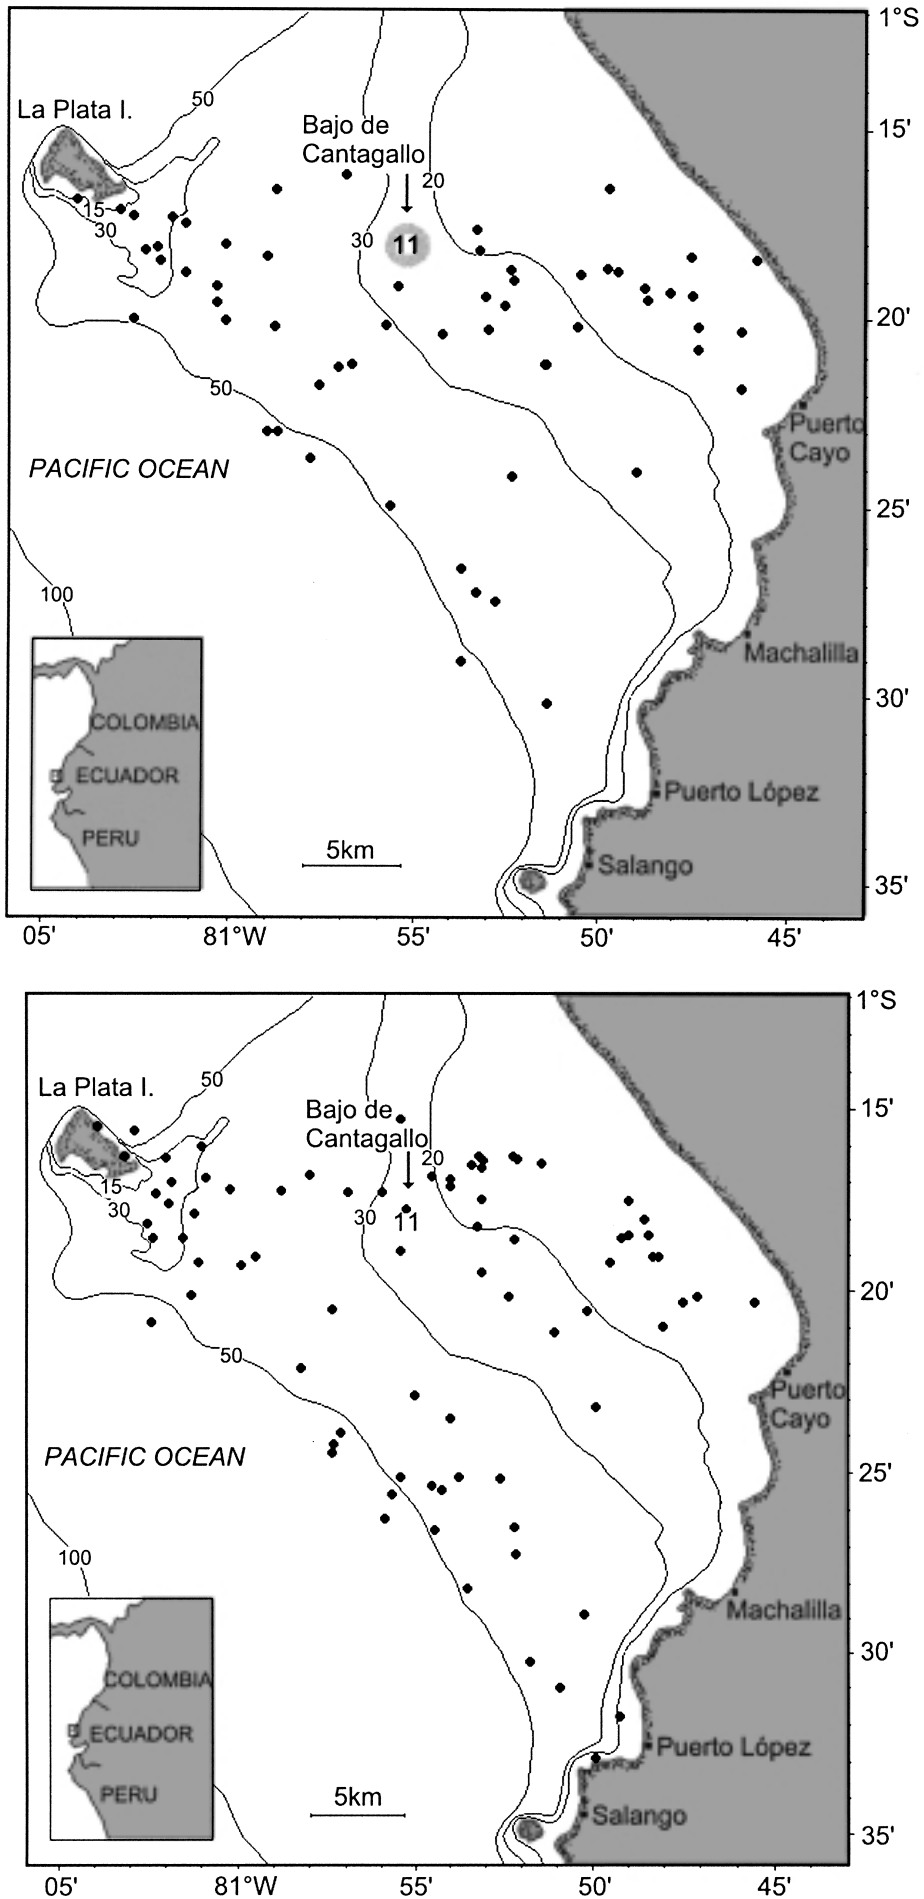 1°S
50
La Plata I.
Bajo de
Cantagallo
15'
20
15
30
30
11
20'
50
Puerto
Cayo
PACIFIC OCEAN
25'
100
Machalilla
COLOMBIA
30'
ECUADOR
Puerto López
PERU
5km
Salango
35'
05'
81°W
55'
50'
45'
1°S
50
La Plata I.
Bajo de
Cantagallo
15'
20
15
30
30
11
20'
50
Puerto
Cayo
PACIFIC OCEAN
25'
100
Machalilla
COLOMBIA
30'
ECUADOR
Puerto López
PERU
5km
Salango
35'
05'
81°W
55'
50
45'